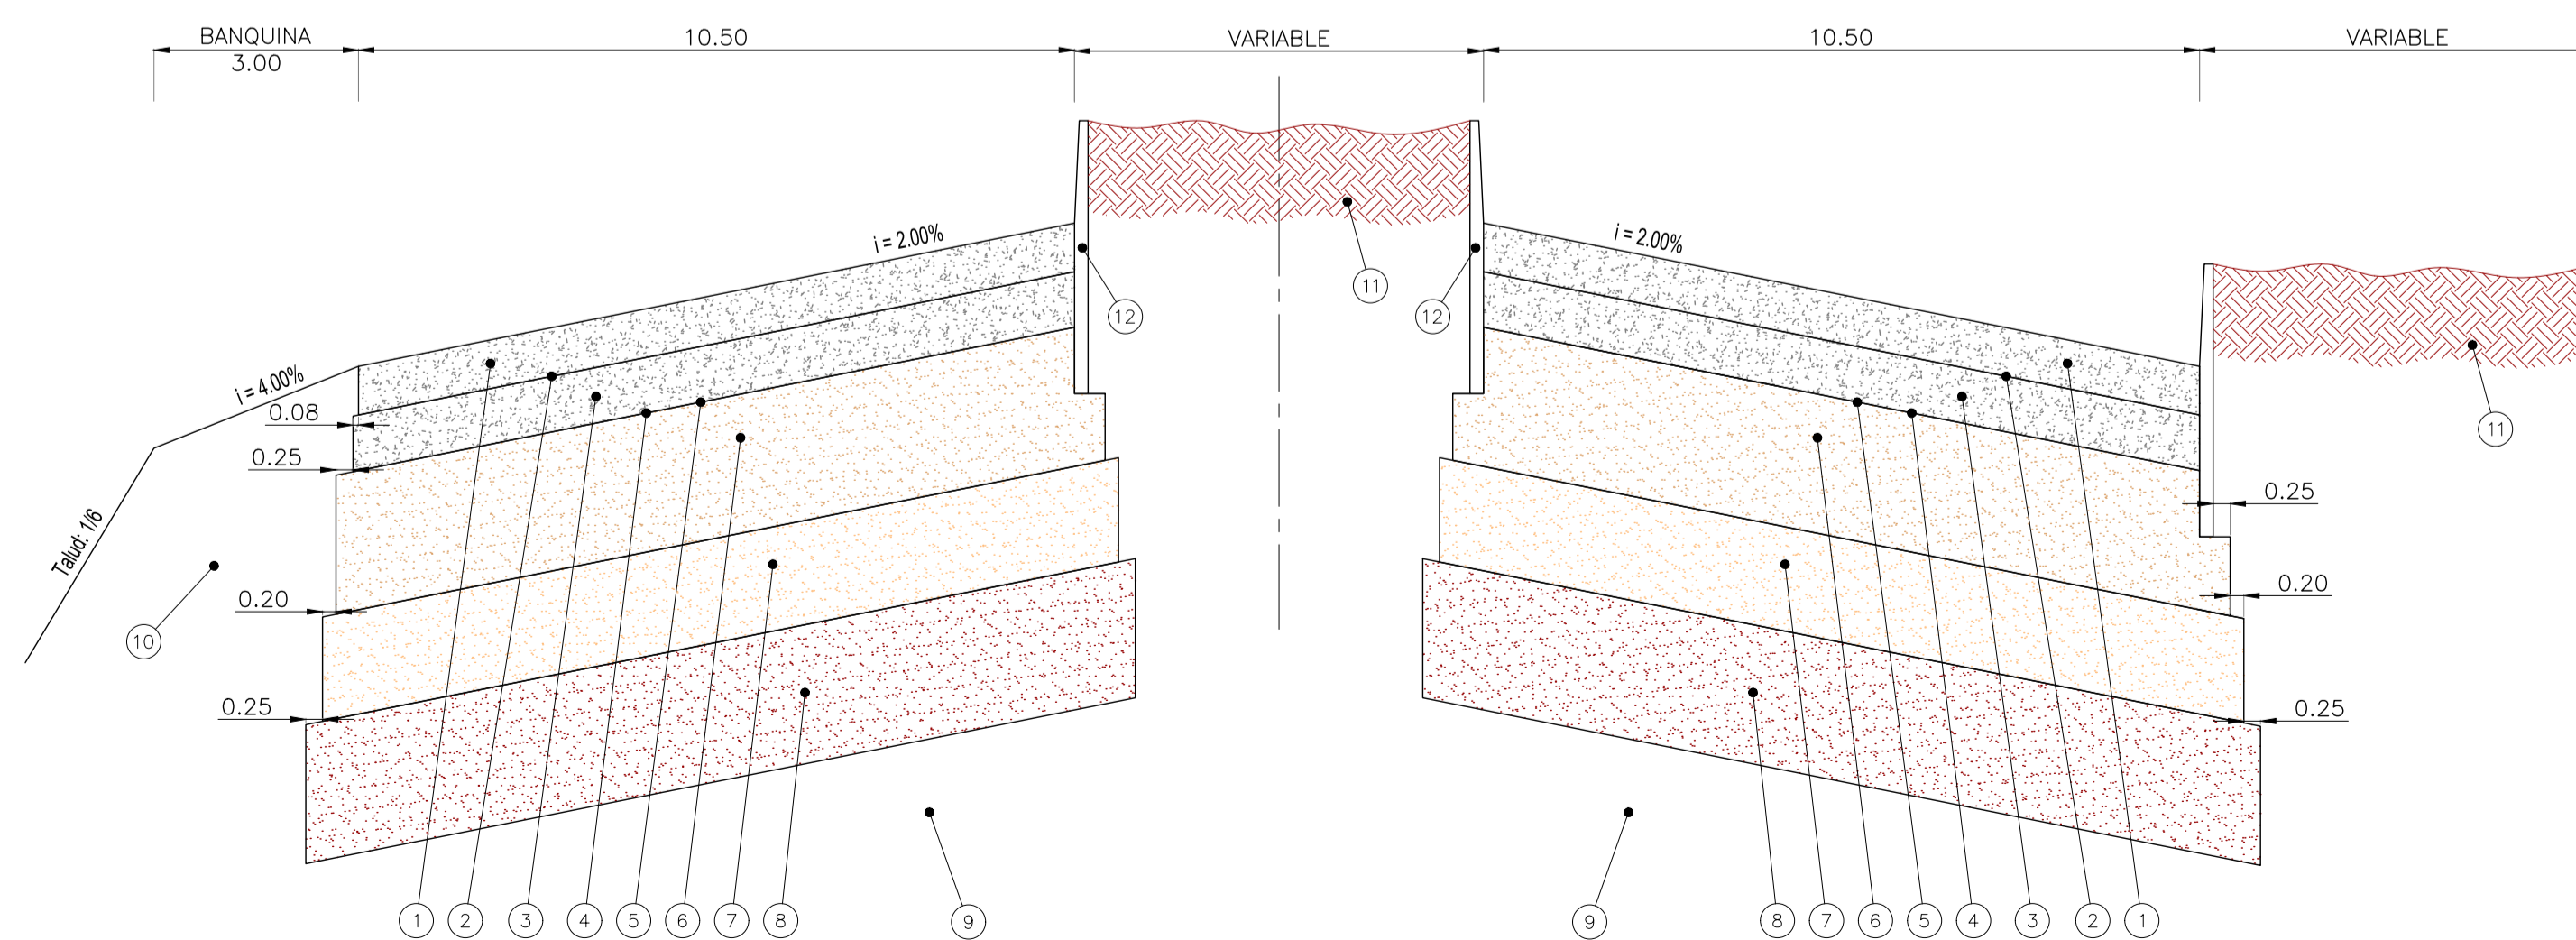 BANQUINA
3.00
10.50
VARIABLE
10.50
VARIABLE
i = 2.00%
i = 2.00%
i = 4.00%
Talud: 1/6
0.08
0.25
0.20
0.25
0.25
0.20
0.25
12
11
12
11
10
1 2 3 4 5 6 7 8 9
9 8 7 6 5 4 3 2 1